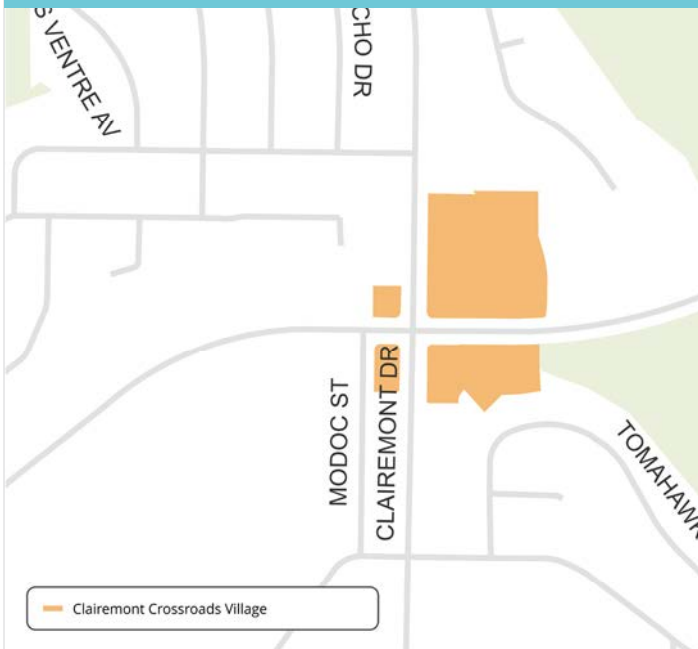 VENTRE AV
CHO DR
MODOC ST
CLAIREMONT DR
TOMAHAWK
Clairemont Crossroads Village